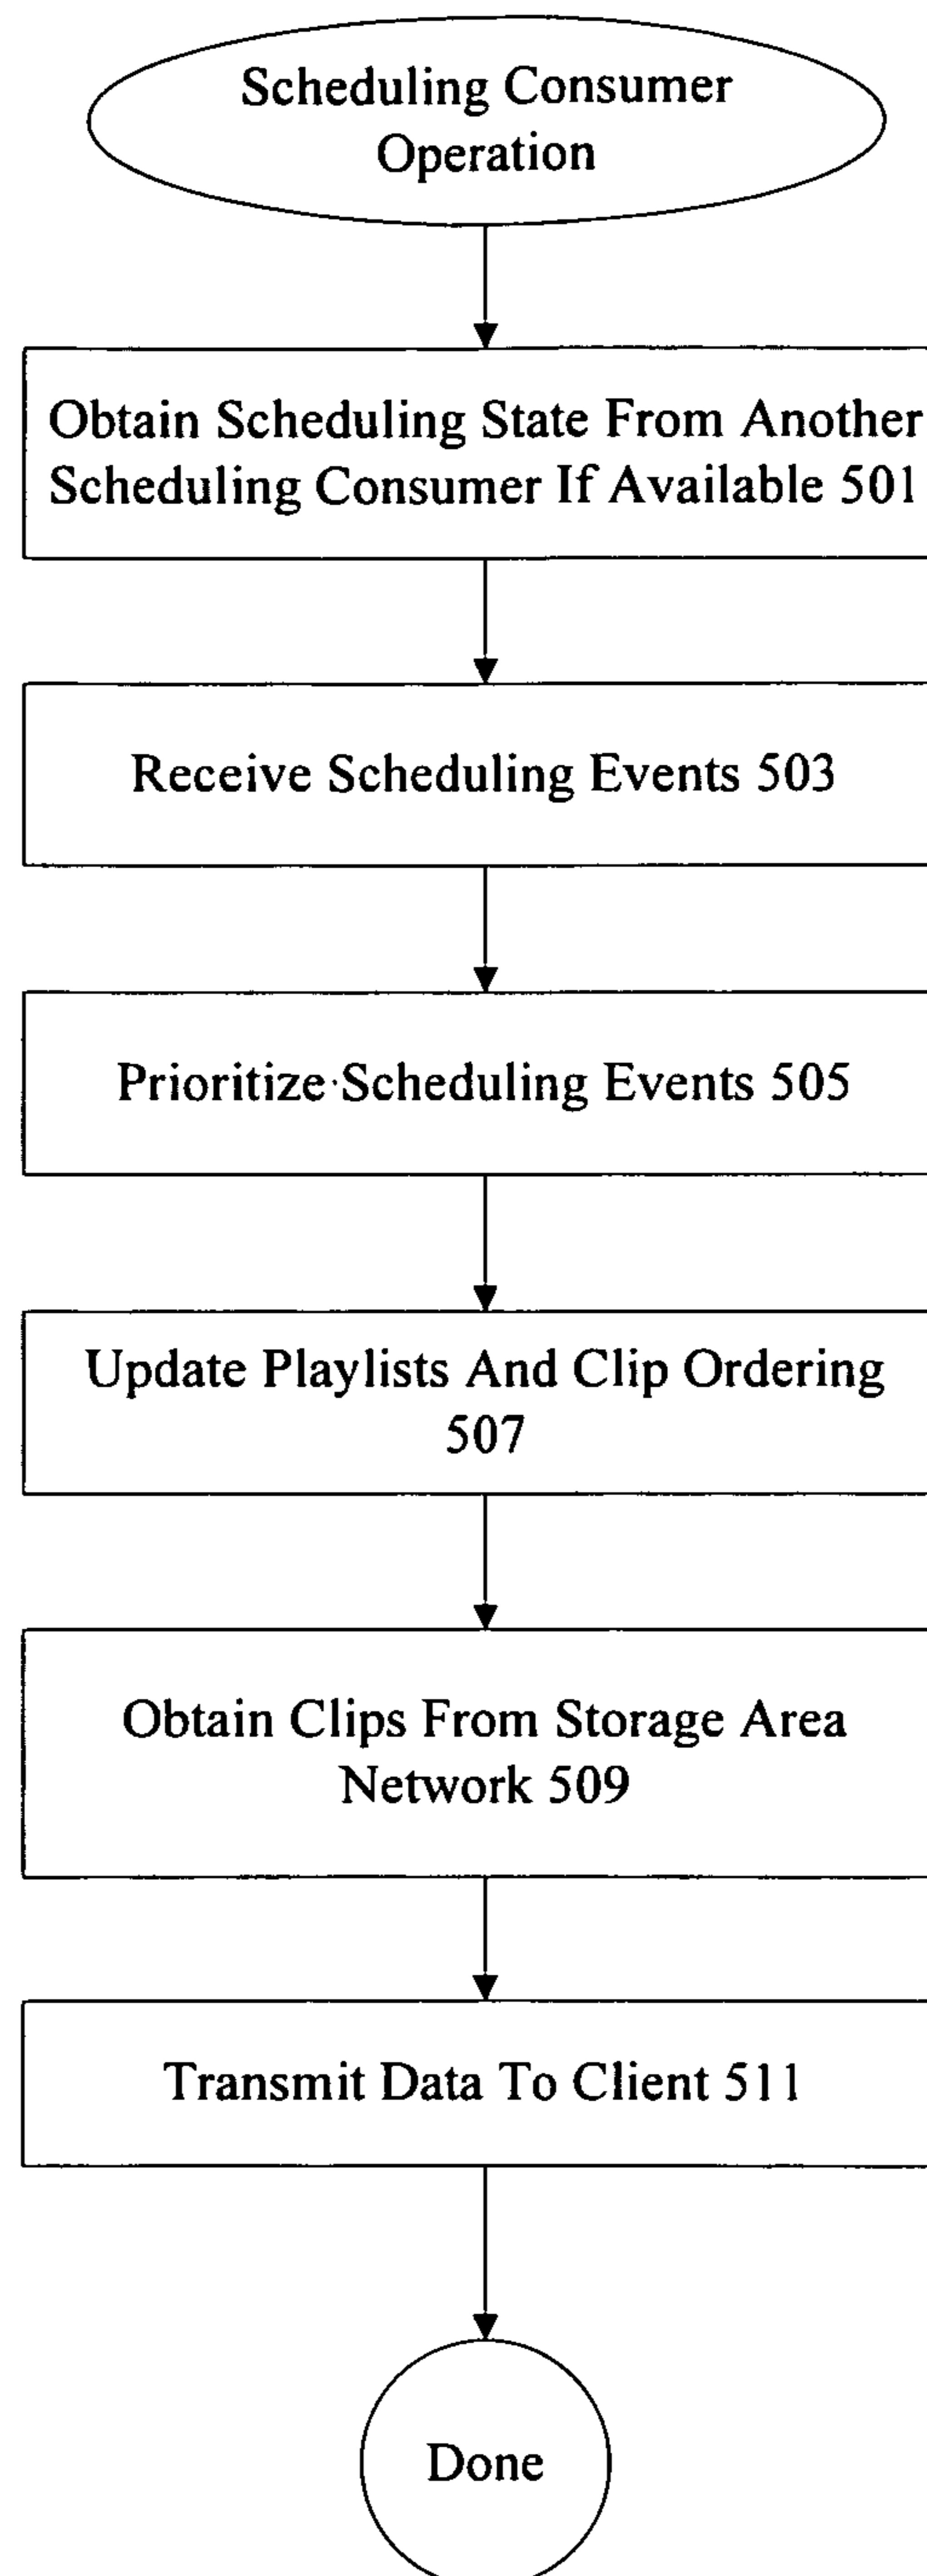 Scheduling Consumer
Operation
Obtain Scheduling State From Another
Scheduling Consumer If Available 501
Receive Scheduling Events 503
Prioritize Scheduling Events 505
Update Playlists And Clip Ordering
507
Obtain Clips From Storage Area
Network 509
Transmit Data To Client 511
Done